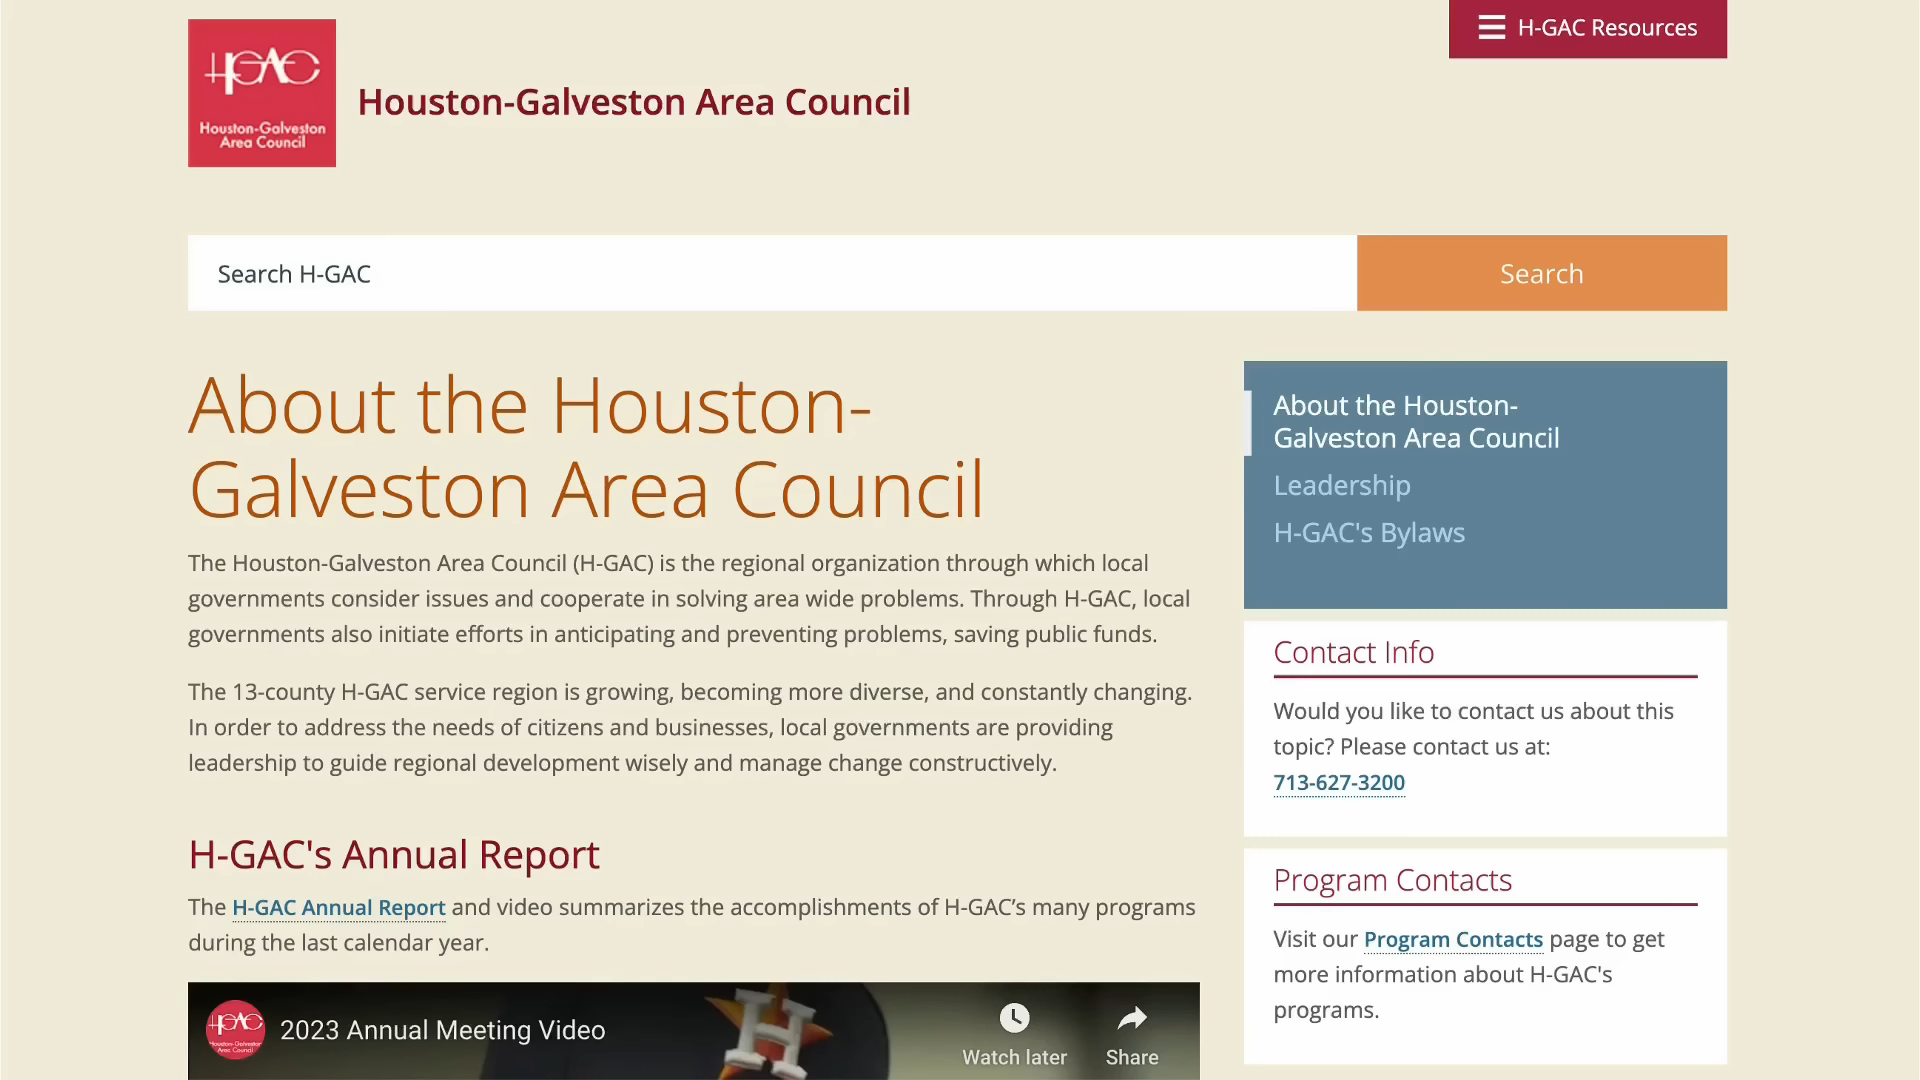 H-GAC Resources
HGAC
Houston-Galveston
Area Council
Houston-Galveston Area Council
Search H-GAC
Search
About the Houston-
Galveston Area Council
The Houston-Galveston Area Council (H-GAC) is the regional organization through which local
governments consider issues and cooperate in solving area wide problems. Through H-GAC, local
governments also initiate efforts in anticipating and preventing problems, saving public funds.
The 13-county H-GAC service region is growing, becoming more diverse, and constantly changing.
In order to address the needs of citizens and businesses, local governments are providing
leadership to guide regional development wisely and manage change constructively.
H-GAC's Annual Report
The H-GAC Annual Report and video summarizes the accomplishments of H-GAC’s many programs
during the last calendar year.
HGAC
Houston-Galveston
Area Council
2023 Annual Meeting Video
H
Watch later
Share
About the Houston-
Galveston Area Council
Leadership
H-GAC's Bylaws
Contact Info
Would you like to contact us about this
topic? Please contact us at:
713-627-3200
Program Contacts
Visit our Program Contacts page to get
more information about H-GAC's
programs.